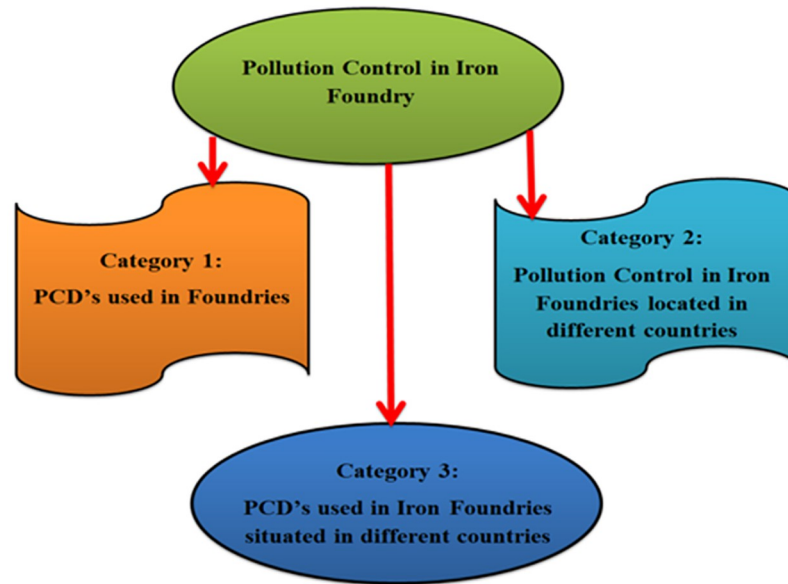 Pollution Control in Iron
Foundry
Category 1:
PCD’s used in Foundries
Category 2:
Pollution Control in Iron
Foundries located in
different countries
Category 3:
PCD’s used in Iron Foundries
situated in different countries